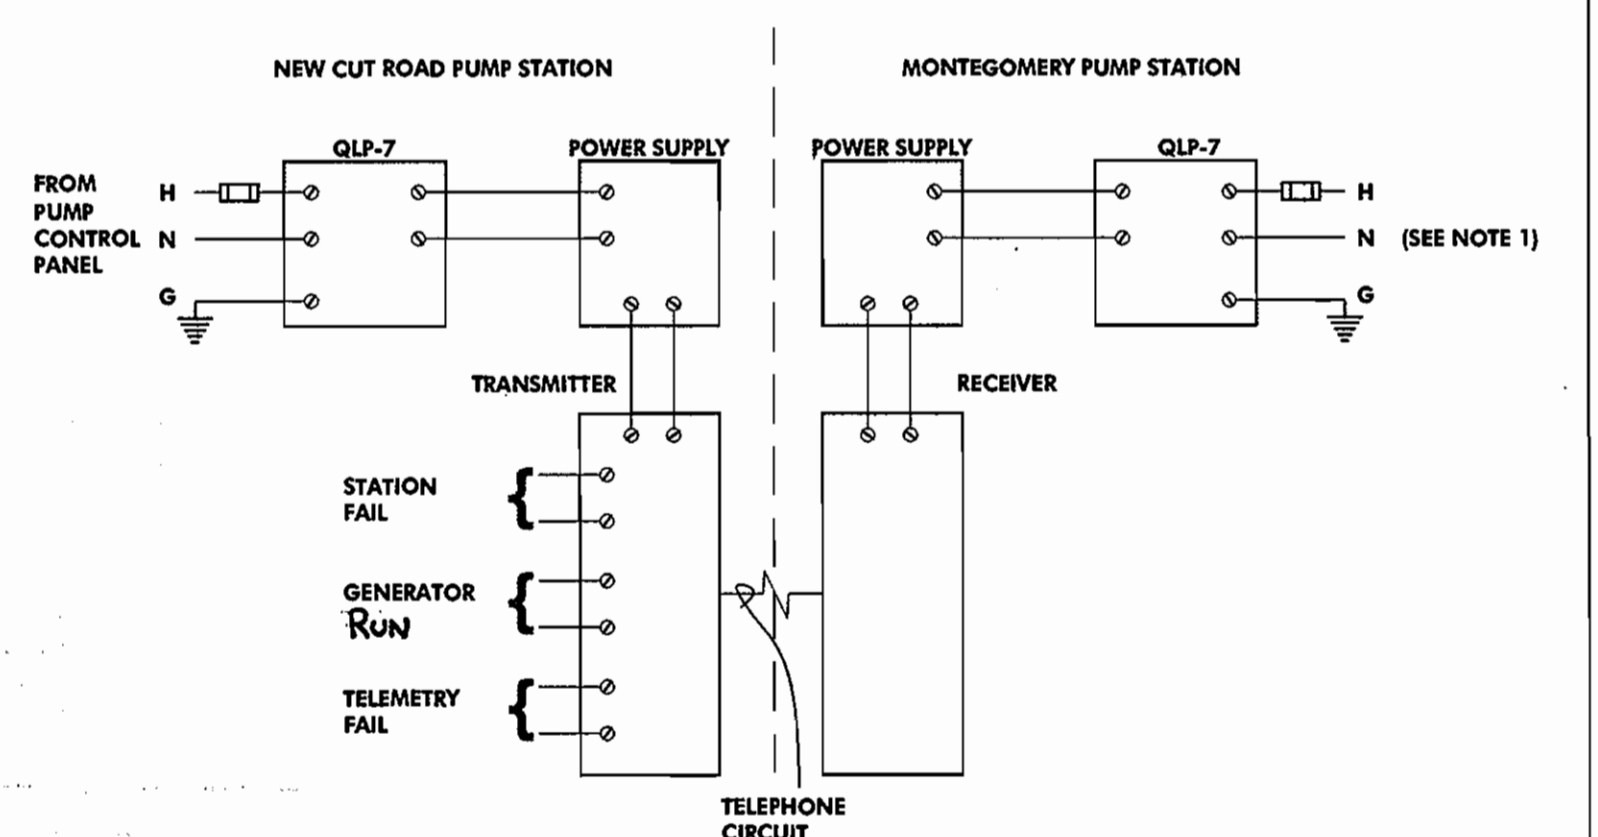 NEW CUT ROAD PUMP STATION
MONTEGOMERY PUMP STATION
QLP-7
POWER SUPPLY
POWER SUPPLY
QLP-7
FROM
PUMP
CONTROL
PANEL
H
N
G
H
N (SEE NOTE 1)
G
TRANSMITTER
RECEIVER
STATION
FAIL
GENERATOR
RUN
TELEMETRY
FAIL
TELEPHONE
CIRCUIT